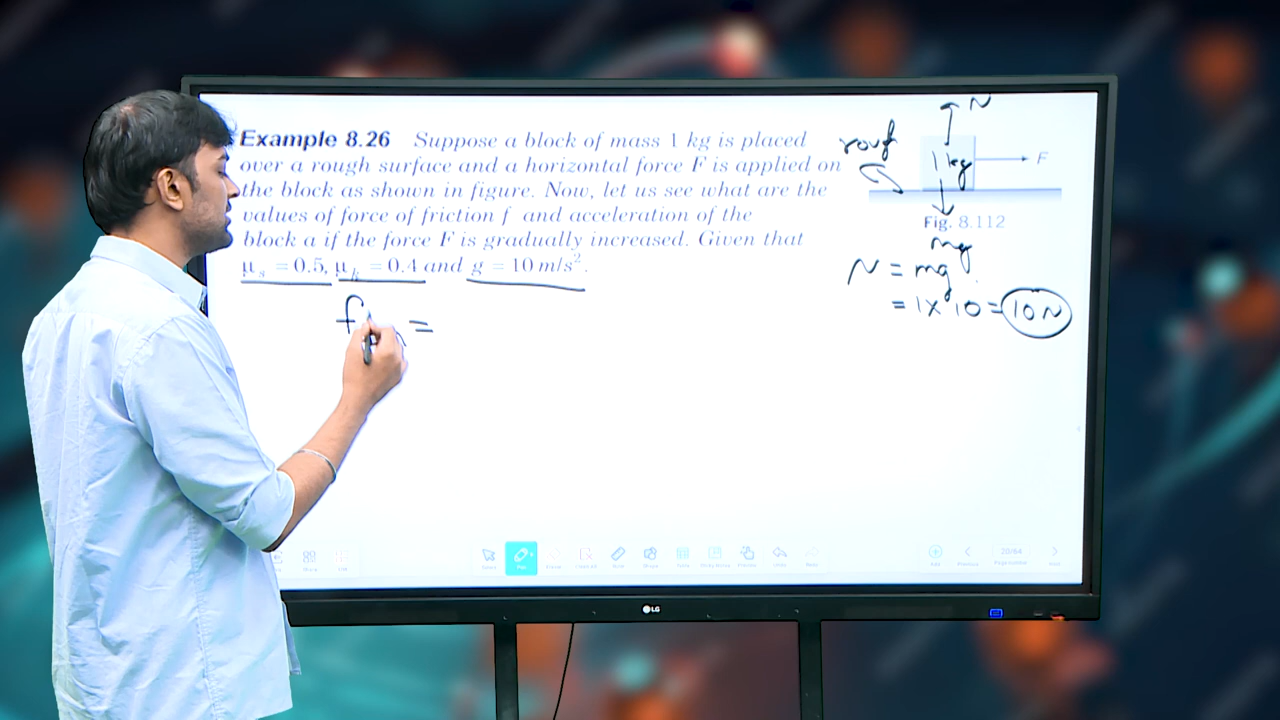 Example 8.26 Suppose a block of mass 1 kg is placed
over a rough surface and a horizontal force F is applied on
the block as shown in figure. Now, let us see what are the
values of force of friction f and acceleration of the
block a if the force F is gradually increased. Given that
μs = 0.5, μk = 0.4 and g = 10 m/s².
f =
N
rough
1 kg
F
Fig. 8.112
mg
N = mg
= 1 × 10 = 10 N
20/64
LG